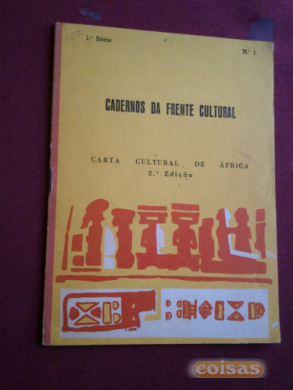 1.ª Série
N.º 1
CADERNOS DA FRENTE CULTURAL
CARTA CULTURAL DE ÁFRICA
2.ª Edição
coisas